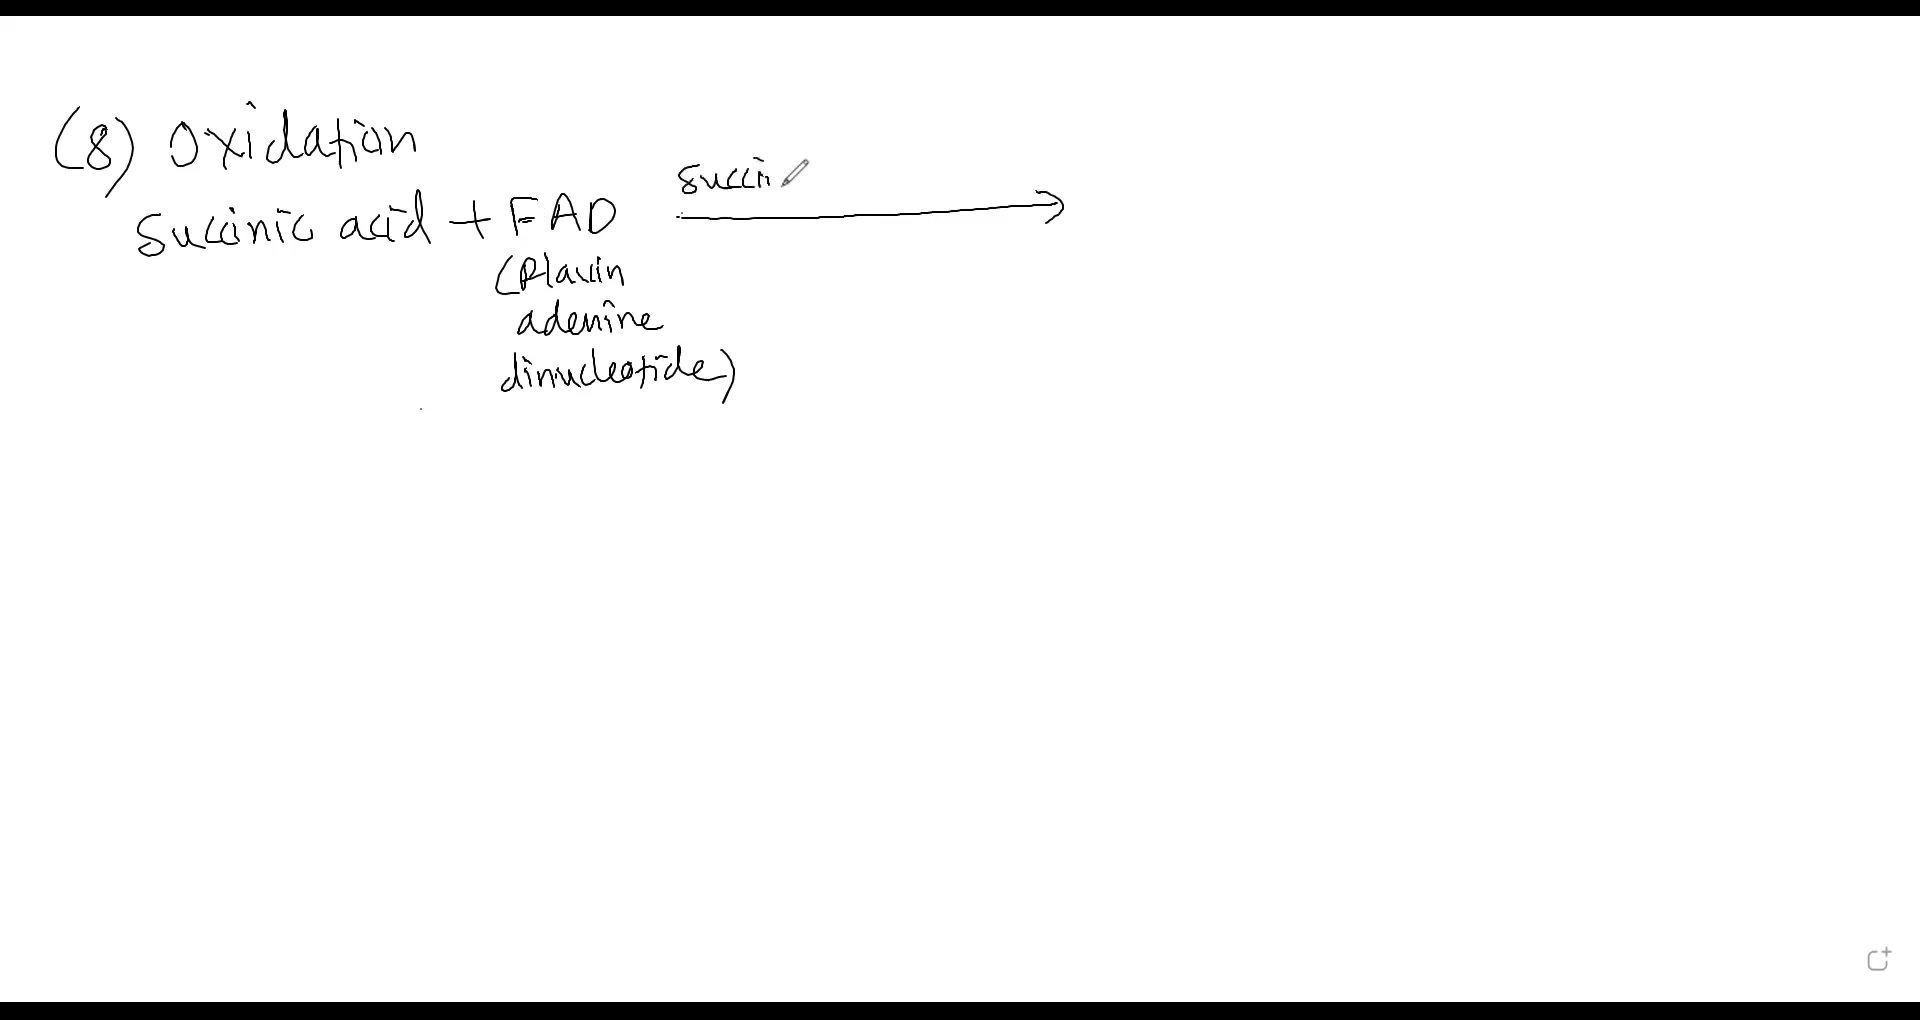 (8) Oxidation
succi
Succinic acid + FAD
(Flavin
adenine
dinucleotide)